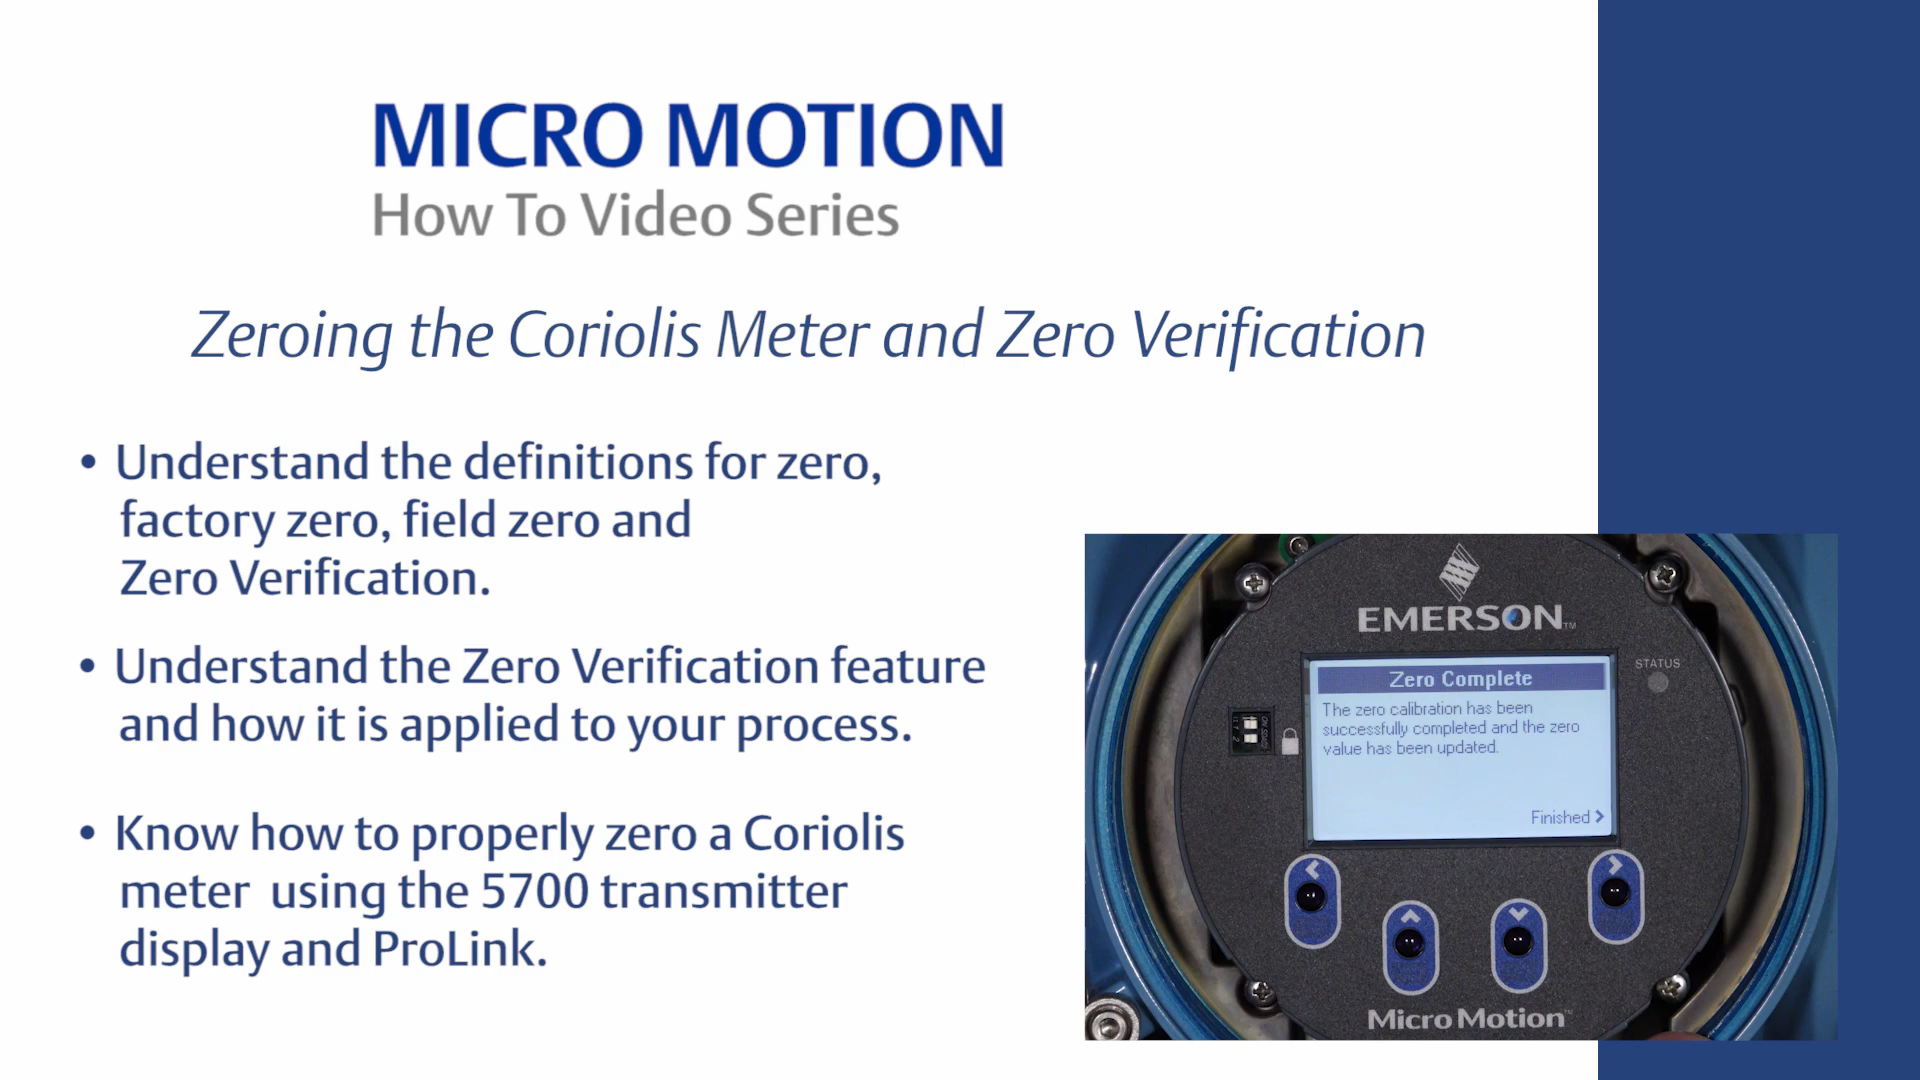 MICRO MOTION
How To Video Series
Zeroing the Coriolis Meter and Zero Verification
• Understand the definitions for zero,
factory zero, field zero and
Zero Verification.
• Understand the Zero Verification feature
and how it is applied to your process.
• Know how to properly zero a Coriolis
meter using the 5700 transmitter
display and ProLink.
EMERSON™
STATUS
Zero Complete
The zero calibration has been
successfully completed and the zero
value has been updated.
Finished >
Micro Motion™